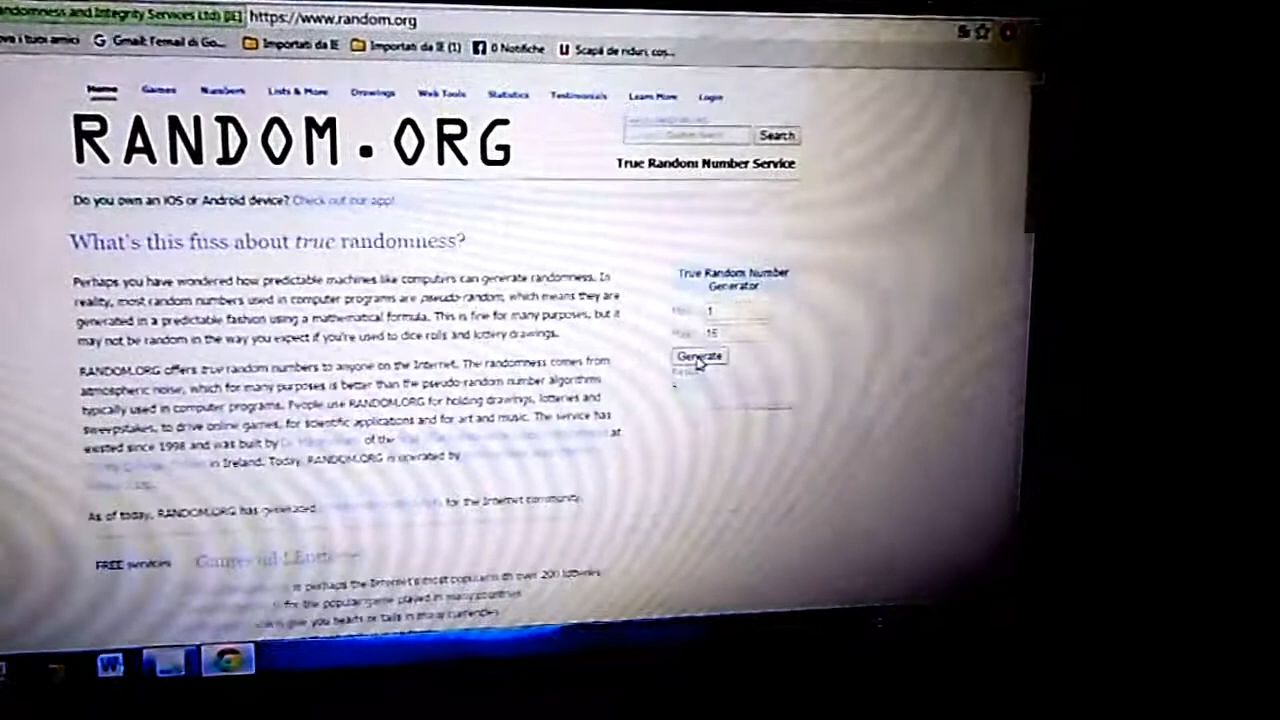 andomness and Integrity Services Ltd) [IE] https://www.random.org
ova i tuoi amici Gmail: l'email di Go... Importati da IE Importati da IE (1) 0 Notifiche Scapă de riduri, cos...
Home Games Numbers Lists & More Drawings Web Tools Statistics Testimonials Learn More Login
RANDOM.ORG
Search
True Random Number Service
Do you own an iOS or Android device? Check out our app!
What's this fuss about true randomness?
Perhaps you have wondered how predictable machines like computers can generate randomness. In
reality, most random numbers used in computer programs are pseudo-random, which means they are
generated in a predictable fashion using a mathematical formula. This is fine for many purposes, but it
may not be random in the way you expect if you're used to dice rolls and lottery drawings.
RANDOM.ORG offers true random numbers to anyone on the Internet. The randomness comes from
atmospheric noise, which for many purposes is better than the pseudo-random number algorithms
typically used in computer programs. People use RANDOM.ORG for holding drawings, lotteries and
sweepstakes, to drive online games, for scientific applications and for art and music. The service has
existed since 1998 and was built by of the at
in Ireland. Today, RANDOM.ORG is operated by
As of today, RANDOM.ORG has generated for the Internet community.
True Random Number
Generator
Min: 1
Max: 16
Generate
FREE services
is perhaps the Internet's most popular with over 200 lotteries
for the popular game played in many countries
give you heads or tails in many currencies